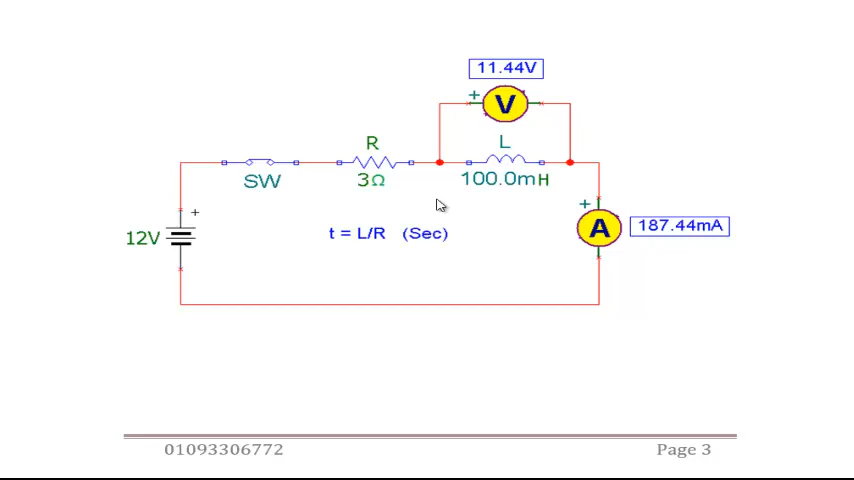 11.44V
+
V
R
L
SW
3Ω
100.0mH
+
+
12V
t = L/R (Sec)
A
187.44mA
01093306772
Page 3